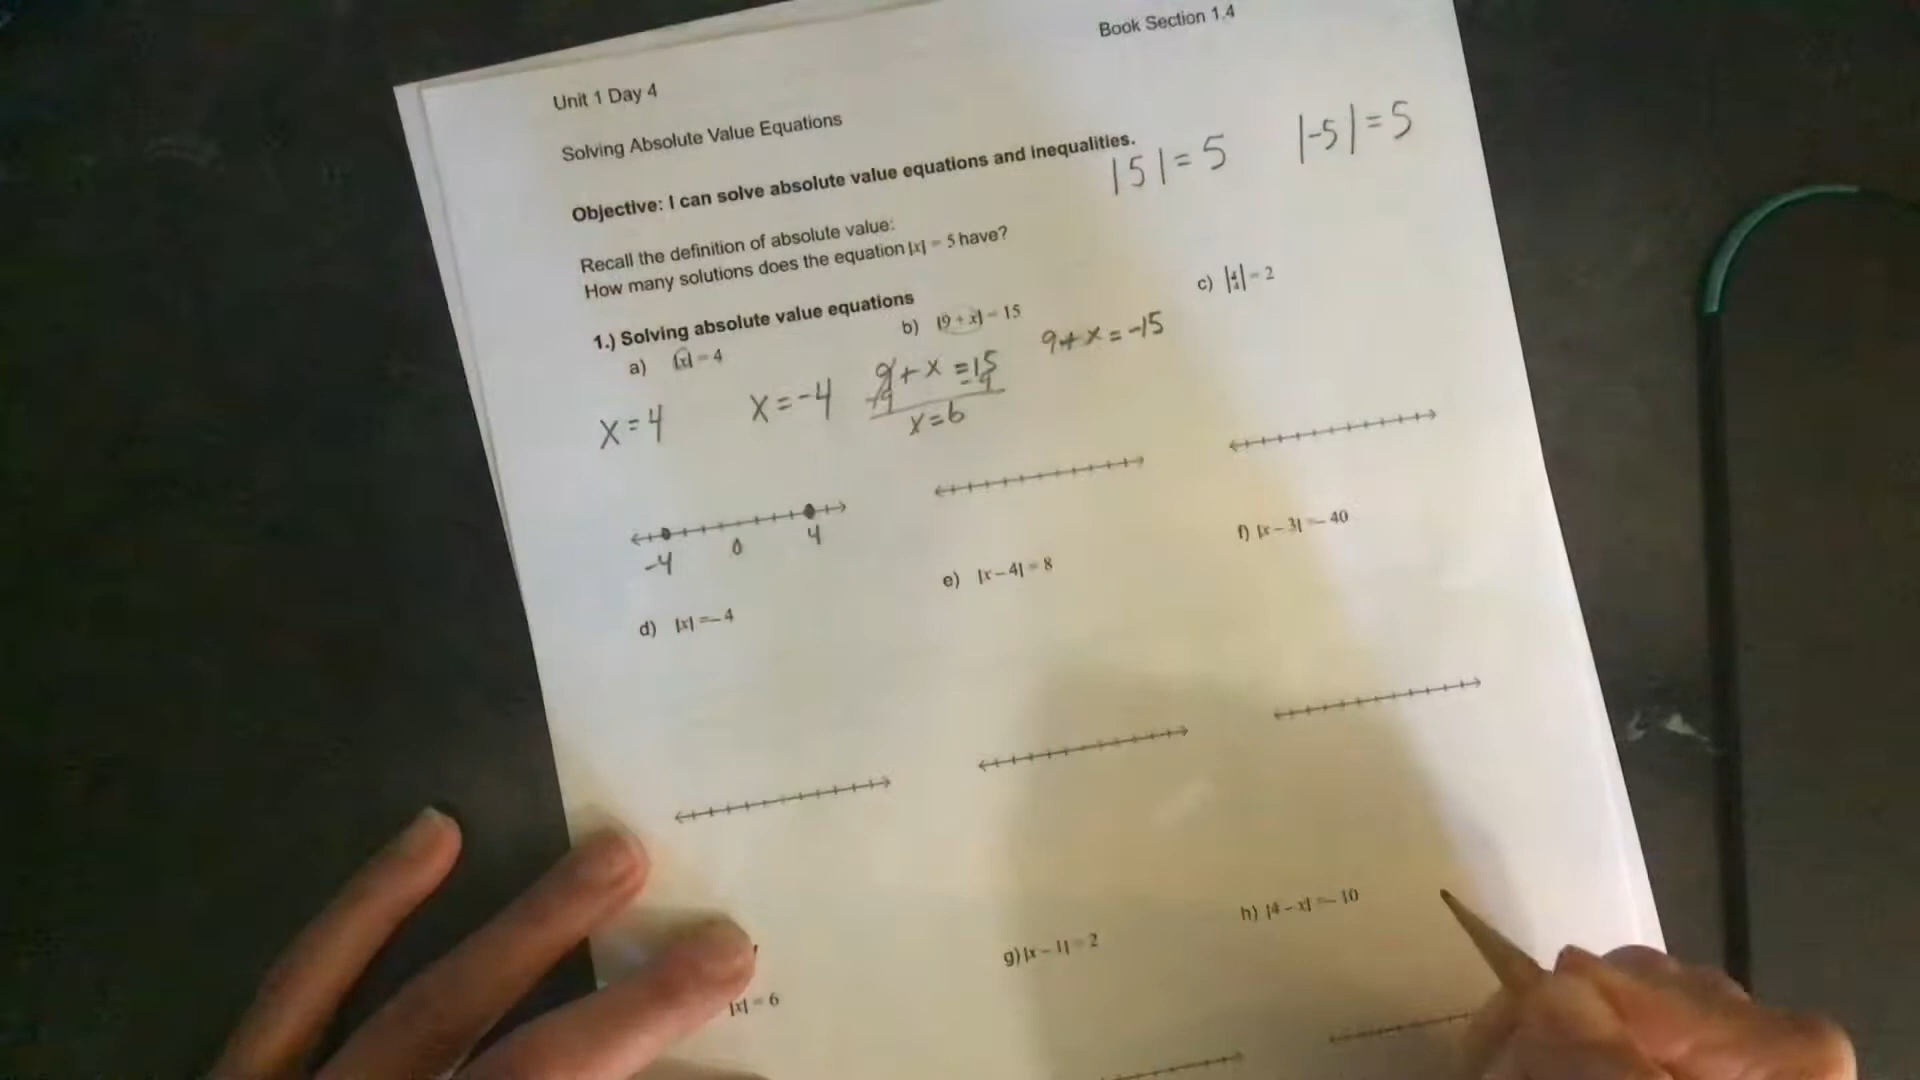 Book Section 1.4
Unit 1 Day 4
Solving Absolute Value Equations
Objective: I can solve absolute value equations and inequalities.
|5| = 5 |-5| = 5
Recall the definition of absolute value:
How many solutions does the equation |x| = 5 have?
1.) Solving absolute value equations
a) |x| = 4 b) |9 + x| = 15 c) = 2
x = 4 x = -4 9 + x = 15 9 + x = -15
-9 -9
x = 6
-4 0 4
d) |x| = -4 e) |x - 4| = 8 f) |x - 3| = -40
|x| = 6 g) |x - 1| = 2 h) |4 - x| = -10